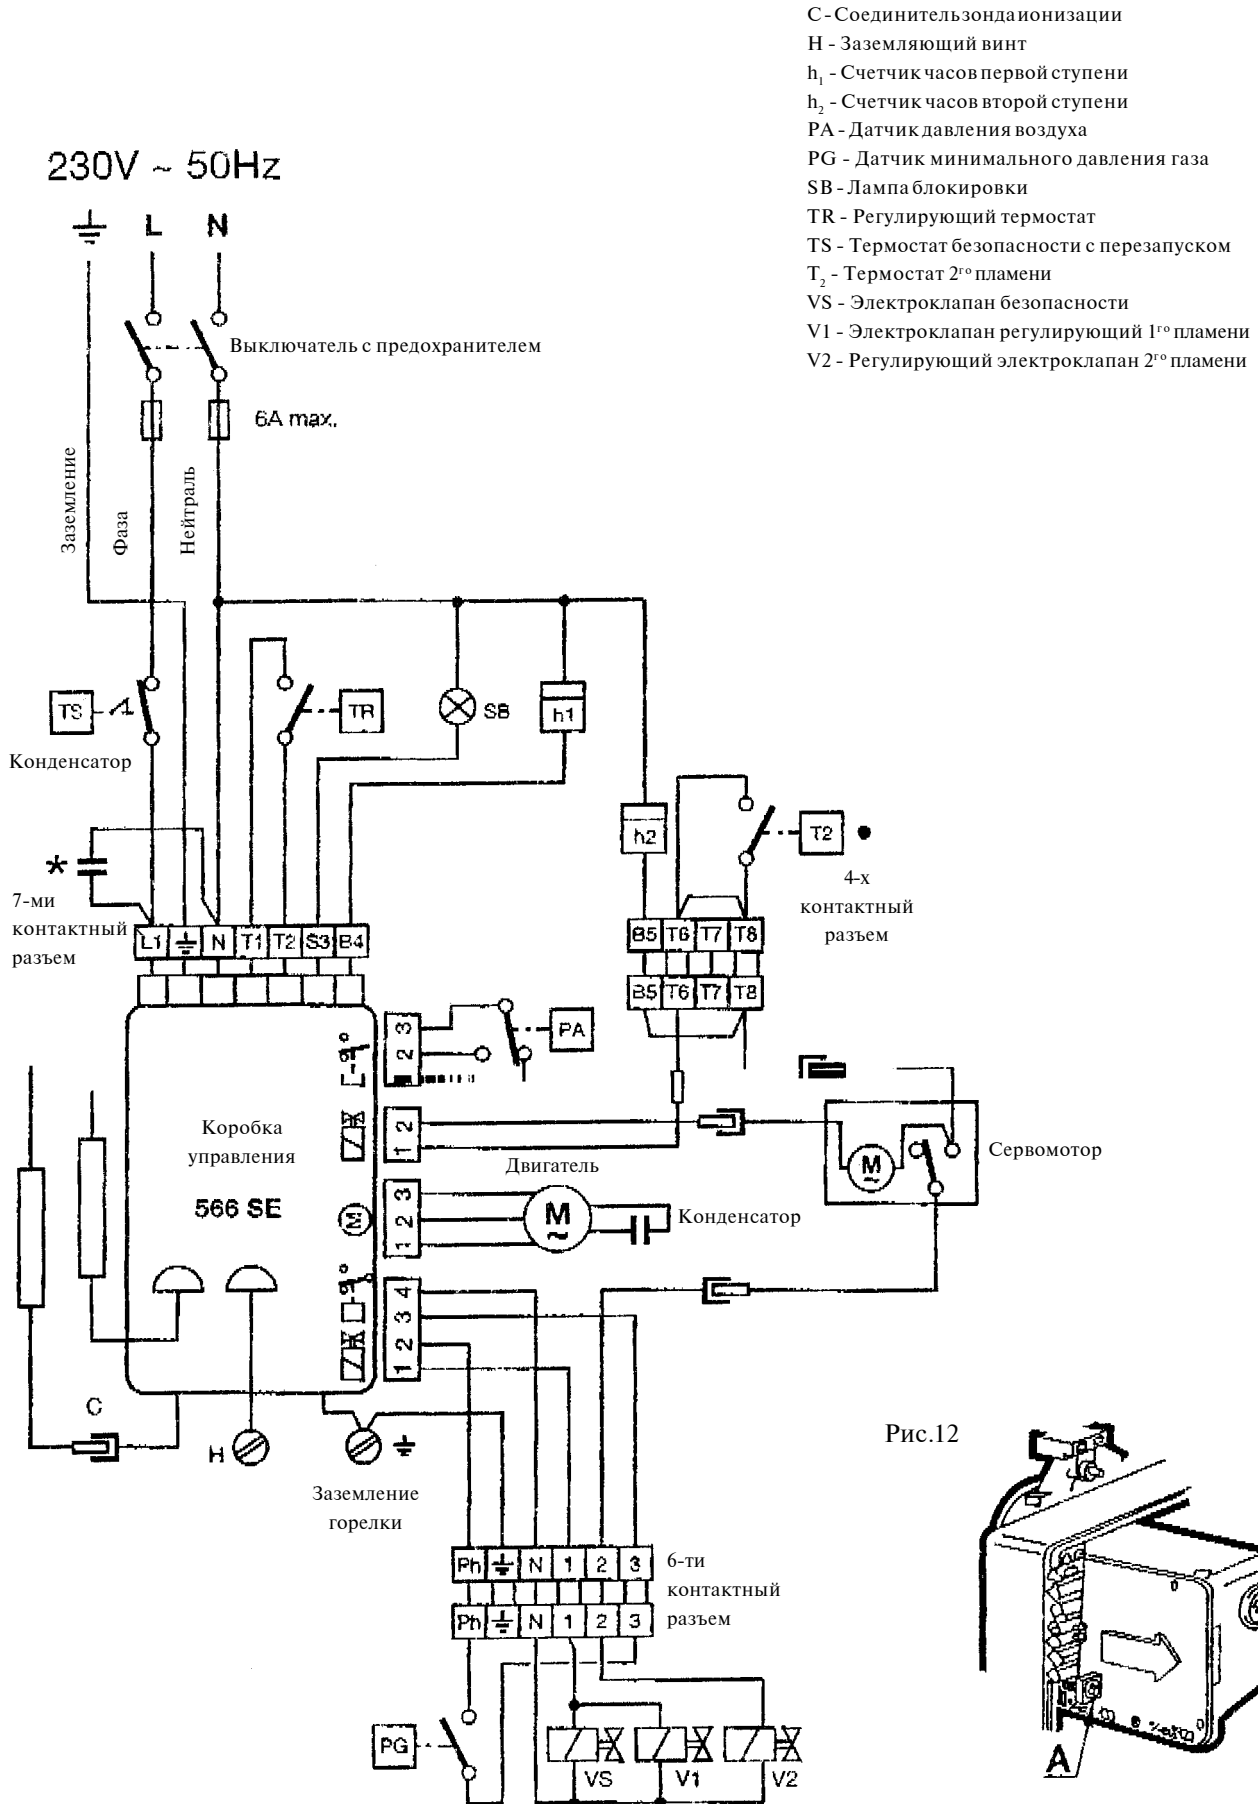 C - Соединитель зонда ионизации
H - Заземляющий винт
h₁ - Счетчик часов первой ступени
h₂ - Счетчик часов второй ступени
PA - Датчик давления воздуха
PG - Датчик минимального давления газа
SB - Лампа блокировки
TR - Регулирующий термостат
TS - Термостат безопасности с перезапуском
T₂ - Термостат 2го пламени
VS - Электроклапан безопасности
V1 - Электроклапан регулирующий 1го пламени
V2 - Регулирующий электроклапан 2го пламени
230V ~ 50Hz
L N
Выключатель с предохранителем
6A max.
Заземление
Фаза
Нейтраль
TS
TR
SB
h1
Конденсатор
h2
T2
*
7-ми
контактный
разъем
4-х
контактный
разъем
L1 N T1 T2 S3 B4
B5 T6 T7 T8
B5 T6 T7 T8
3
2
PA
Коробка
управления
566 SE
2
1
Двигатель
M
~
Сервомотор
M
~
3
2
1
M
~
Конденсатор
4
3
2
1
C
H
Заземление
горелки
Рис.12
Ph N 1 2 3
6-ти
контактный
разъем
Ph N 1 2 3
PG
VS V1 V2
A